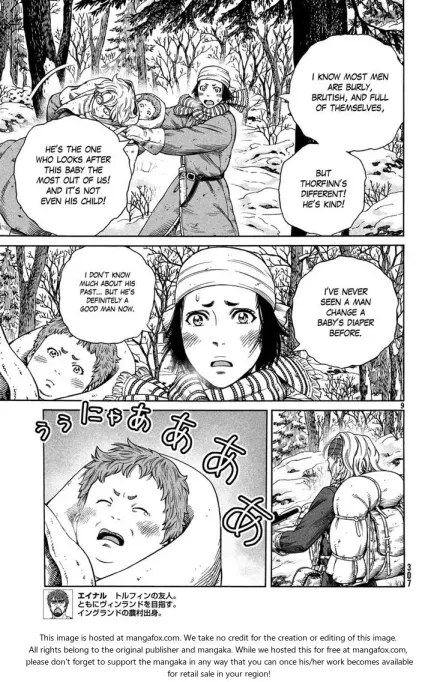 I KNOW MOST MEN
ARE BURLY,
BRUTISH, AND FULL
OF THEMSELVES,
BUT
THORFINN'S
DIFFERENT!
HE'S KIND!
HE'S THE ONE
WHO LOOKS AFTER
THIS BABY THE
MOST OUT OF US!
AND IT'S NOT
EVEN HIS CHILD!
I'VE NEVER
SEEN A MAN
CHANGE A
BABY'S DIAPER
BEFORE.
I DON'T KNOW
MUCH ABOUT HIS
PAST... BUT HE'S
DEFINITELY A
GOOD MAN NOW.
9
うぅにゃあああ
307
エイナル トルフィンの友人。
ともにヴィンランドを目指す。
イングランドの農村出身。
This image is hosted at mangafox.com. We take no credit for the creation or editing of this image.
All rights belong to the original publisher and mangaka. While we hosted this for free at mangafox.com,
please don't forget to support the mangaka in any way that you can once his/her work becomes available
for retail sale in your region!